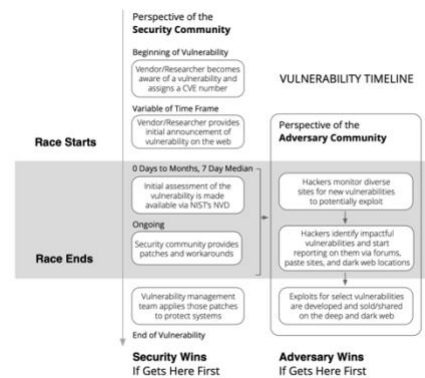 Perspective of the
Security Community
Beginning of Vulnerability
Vendor/Researcher becomes
aware of a vulnerability and
assigns a CVE number
VULNERABILITY TIMELINE
Variable of Time Frame
Vendor/Researcher provides
initial announcement of
vulnerability on the web
Race Starts
Perspective of the
Adversary Community
0 Days to Months, 7 Day Median
Initial assessment of the
vulnerability is made
available via NIST's NVD
Hackers monitor diverse
sites for new vulnerabilities
to potentially exploit
Ongoing
Security community provides
patches and workarounds
Hackers identify impactful
vulnerabilities and start
reporting on them via forums,
paste sites, and dark web locations
Race Ends
Vulnerability management
team applies those patches
to protect systems
Exploits for select vulnerabilities
are developed and sold/shared
on the deep and dark web
End of Vulnerability
Security Wins
If Gets Here First
Adversary Wins
If Gets Here First